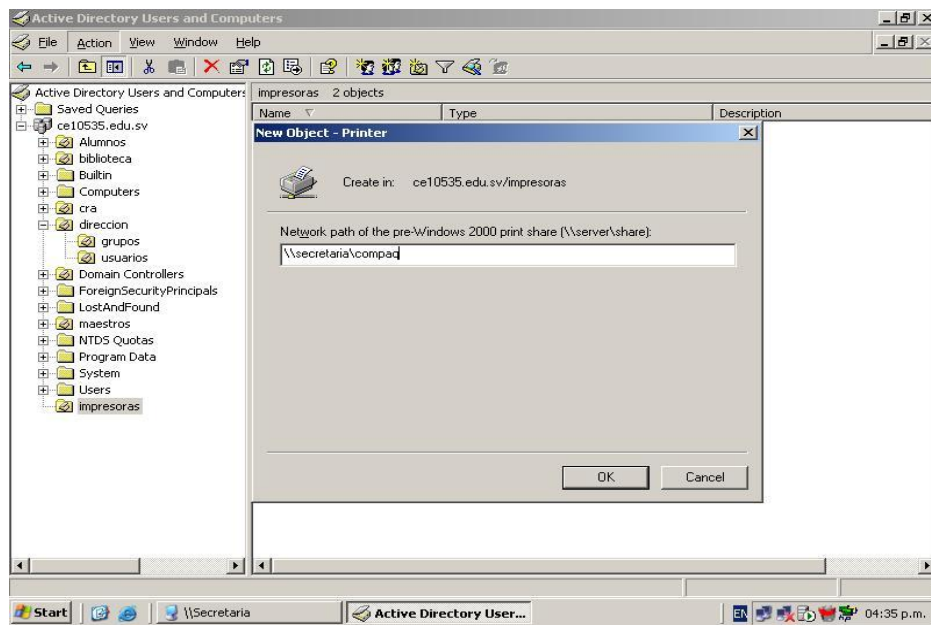 Active Directory Users and Computers
File Action View Window Help
Active Directory Users and Computers
Saved Queries
ce10535.edu.sv
Alumnos
biblioteca
Builtin
Computers
cra
direccion
grupos
usuarios
Domain Controllers
ForeignSecurityPrincipals
LostAndFound
maestros
NTDS Quotas
Program Data
System
Users
impresoras
impresoras 2 objects
Name Type Description
New Object - Printer
Create in: ce10535.edu.sv/impresoras
Network path of the pre-Windows 2000 print share (\\server\share):
\\secretaria\compaq
OK Cancel
Start \\Secretaria Active Directory User... EN 04:35 p.m.